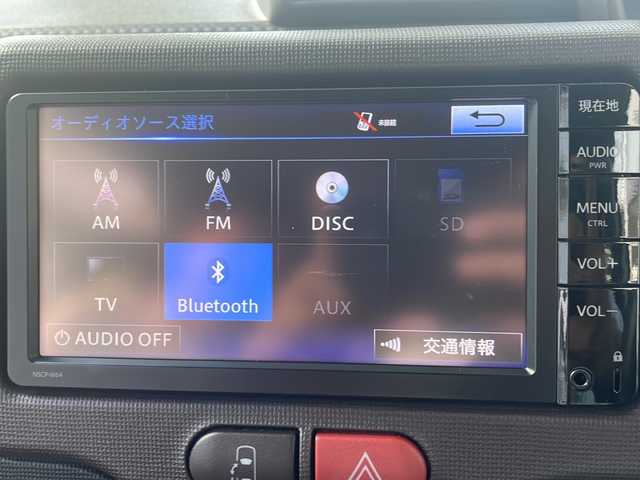 オーディオソース選択
未接続
現在地
AUDIO
PWR
AM
FM
DISC
SD
MENU
CTRL
VOL+
TV
Bluetooth
AUX
VOL−
AUDIO OFF
交通情報
NSCP-W64